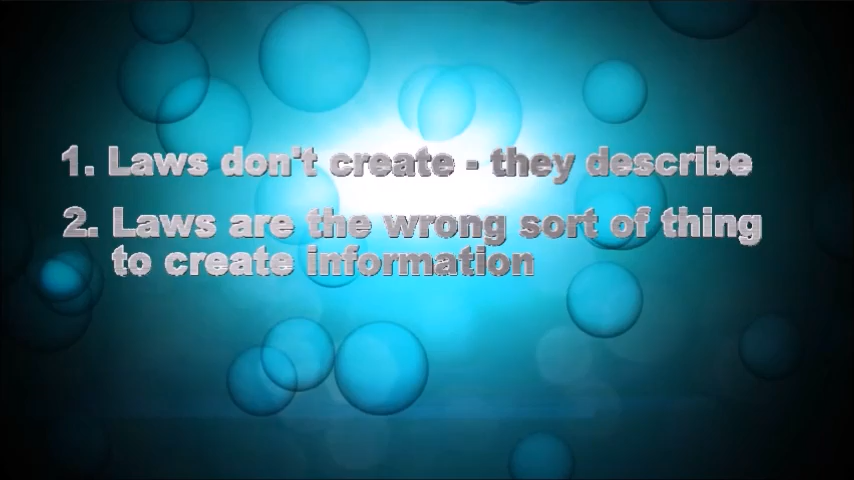 1. Laws don't create - they describe
2. Laws are the wrong sort of thing
to create information